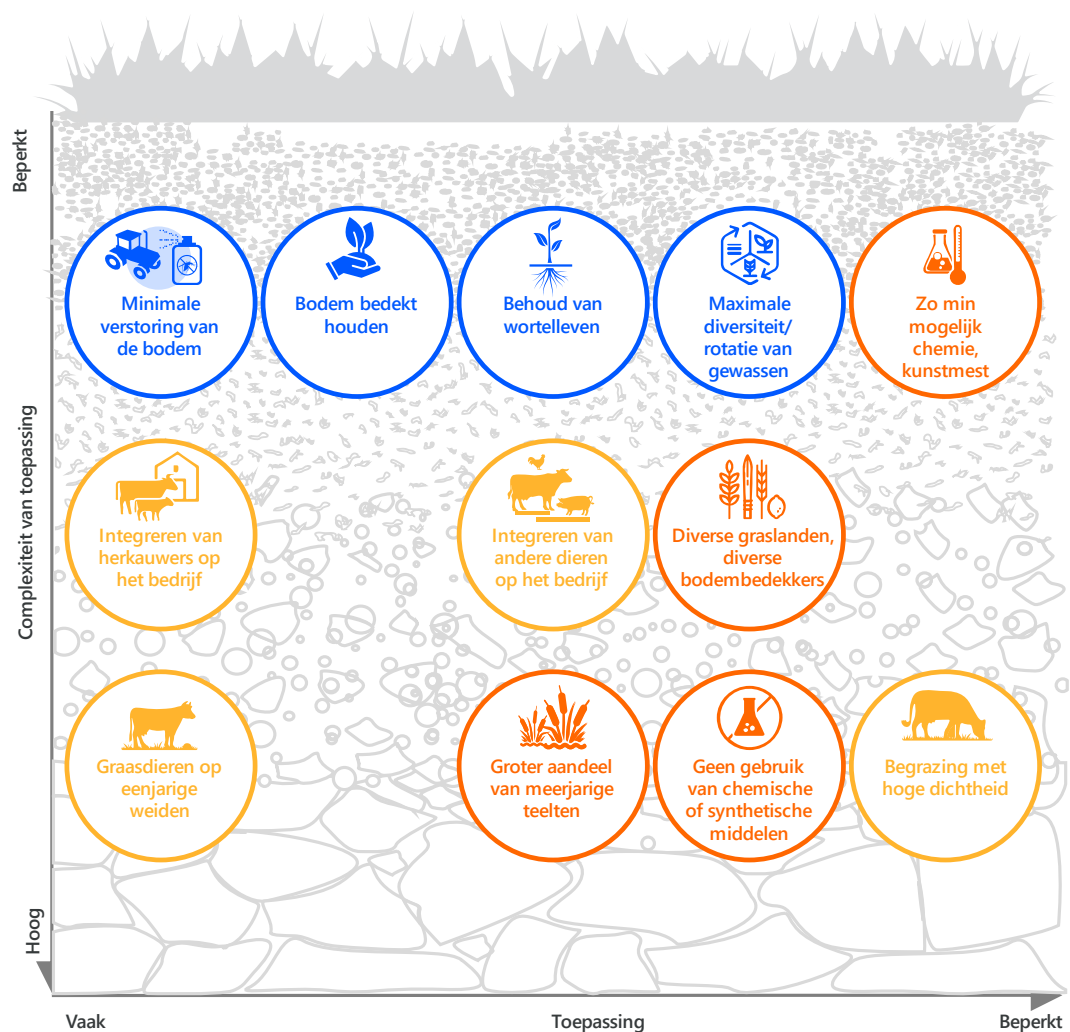 Beperkt
Complexiteit van toepassing
Hoog
Minimale
verstoring van
de bodem
Bodem bedekt
houden
Behoud van
wortelleven
Maximale
diversiteit/
rotatie van
gewassen
Zo min
mogelijk
chemie,
kunstmest
Integreren van
herkauwers op
het bedrijf
Integreren van
andere dieren
op het bedrijf
Diverse graslanden,
diverse
bodembedekkers
Graasdieren op
eenjarige
weiden
Groter aandeel
van meerjarige
teelten
Geen gebruik
van chemische
of synthetische
middelen
Begrazing met
hoge dichtheid
Vaak
Toepassing
Beperkt